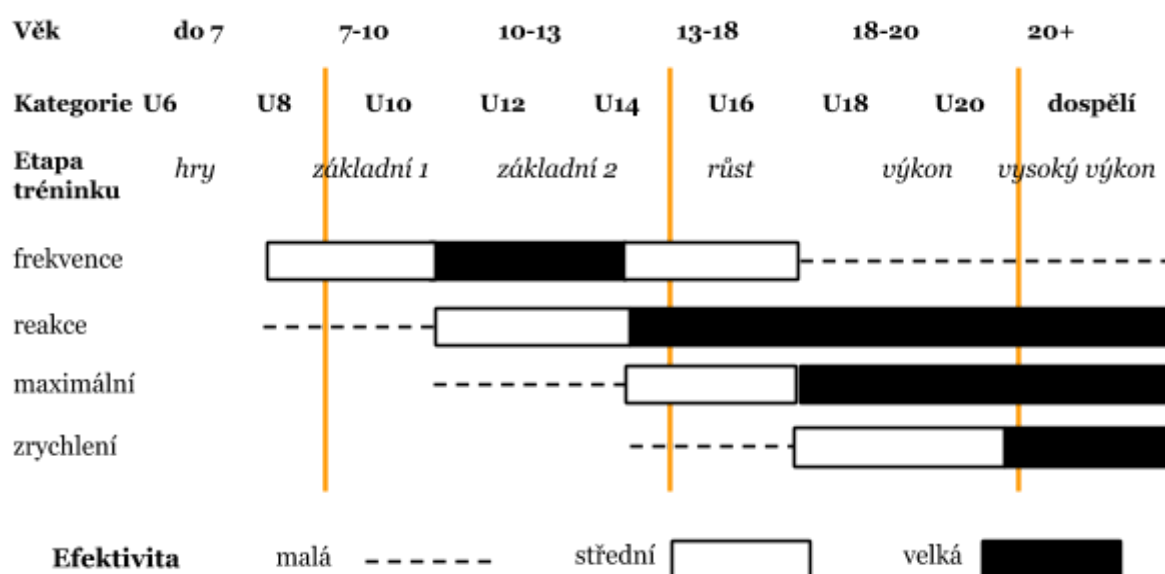 Věk do 7 7-10 10-13 13-18 18-20 20+
Kategorie U6 U8 U10 U12 U14 U16 U18 U20 dospělí
Etapa tréninku hry základní 1 základní 2 růst výkon vysoký výkon
frekvence
reakce
maximální
zrychlení
Efektivita malá střední velká